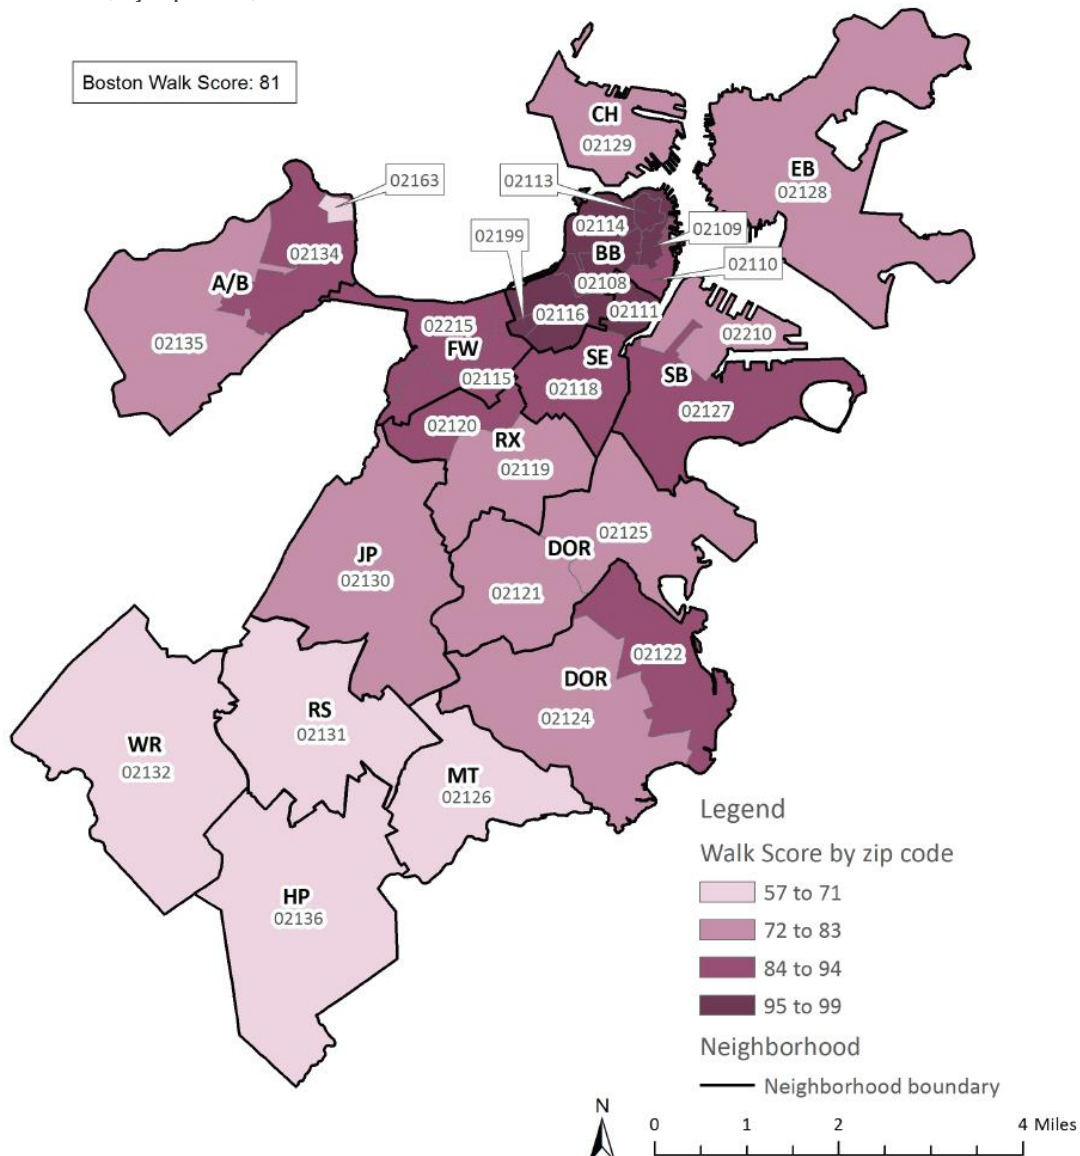 Boston Walk Score: 81
CH
02129
EB
02128
02163
02113
02114
02109
02199
BB
02134
02110
02108
A/B
02116
02111
02215
02210
02135
FW
SE
02115
SB
02118
02127
02120
RX
02119
02125
JP
DOR
02130
02121
02122
DOR
RS
02124
02131
WR
02132
MT
02126
HP
02136
Legend
Walk Score by zip code
57 to 71
72 to 83
84 to 94
95 to 99
Neighborhood
Neighborhood boundary
N
0 1 2 4 Miles